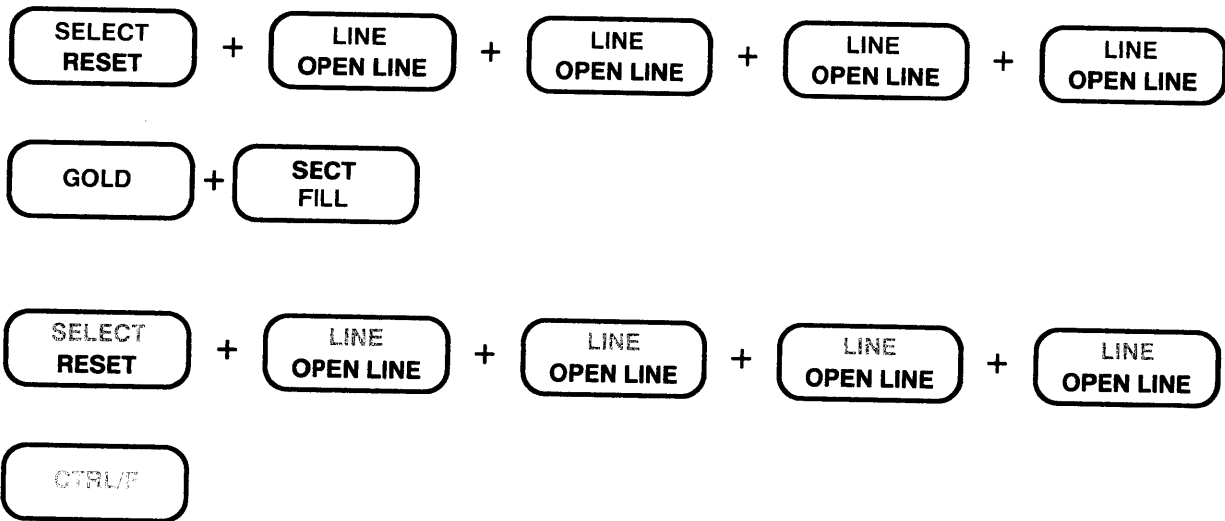 SELECT
RESET
+
LINE
OPEN LINE
+
LINE
OPEN LINE
+
LINE
OPEN LINE
+
LINE
OPEN LINE
GOLD
+
SECT
FILL
SELECT
RESET
+
LINE
OPEN LINE
+
LINE
OPEN LINE
+
LINE
OPEN LINE
+
LINE
OPEN LINE
CTRL/F